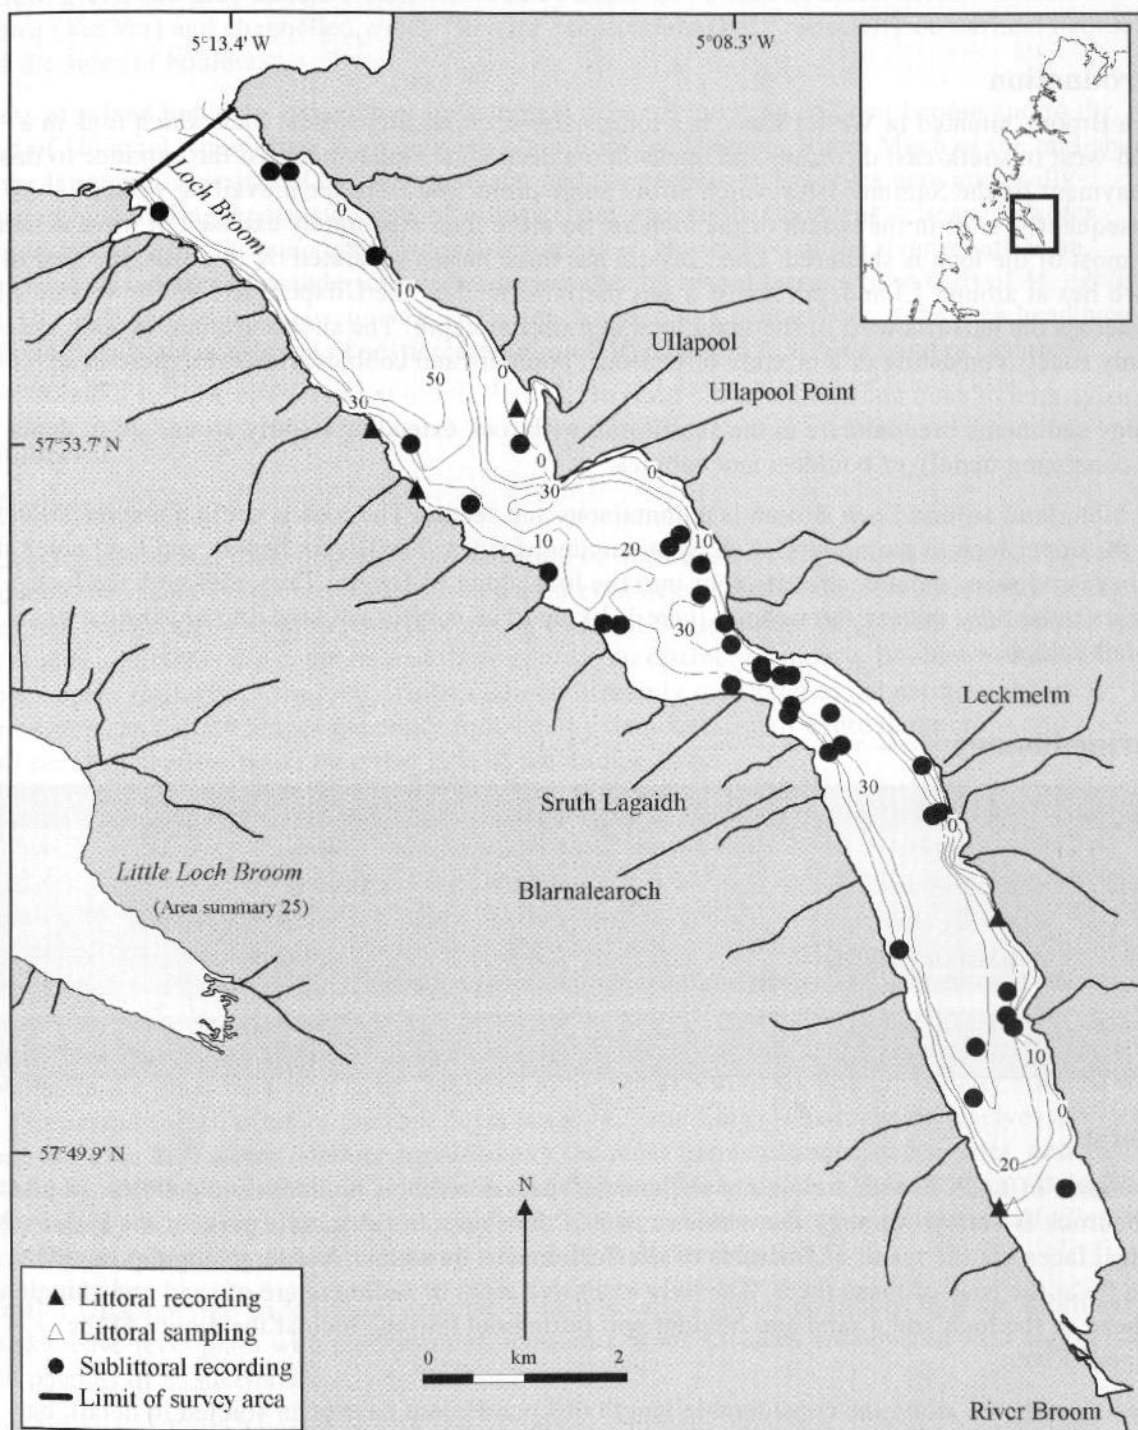 5°13.4' W
5°08.3' W
Loch Broom
0
10
Ullapool
0
50
Ullapool Point
30
57°53.7' N
0
0
30
10
20
10
30
Leckmelm
30
Sruth Lagaidh
0
Little Loch Broom
(Area summary 25)
Blarnalearoch
10
0
57°49.9' N
20
N
Littoral recording
Littoral sampling
Sublittoral recording
Limit of survey area
0 km 2
River Broom